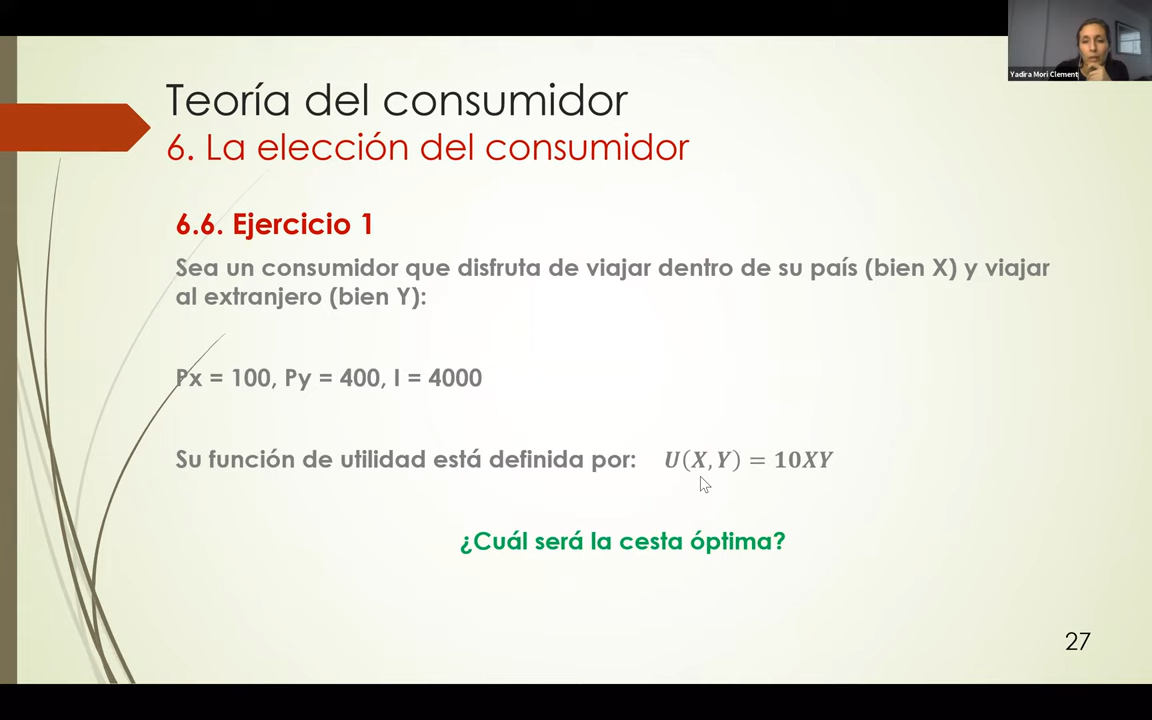 Yadira Mori Clement
Teoría del consumidor
6. La elección del consumidor
6.6. Ejercicio 1
Sea un consumidor que disfruta de viajar dentro de su país (bien X) y viajar
al extranjero (bien Y):
Px = 100, Py = 400, I = 4000
Su función de utilidad está definida por: U(X,Y) = 10XY
¿Cuál será la cesta óptima?
27